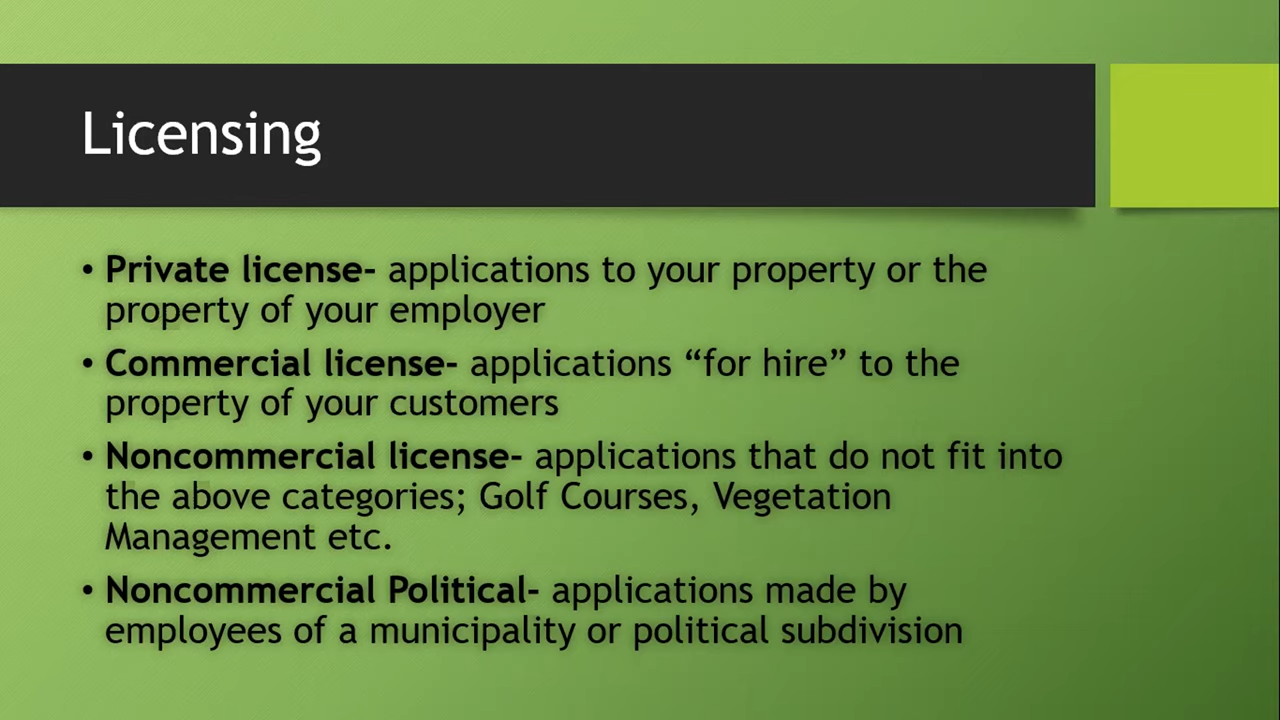 Licensing
• Private license- applications to your property or the
property of your employer
• Commercial license- applications “for hire” to the
property of your customers
• Noncommercial license- applications that do not fit into
the above categories; Golf Courses, Vegetation
Management etc.
• Noncommercial Political- applications made by
employees of a municipality or political subdivision